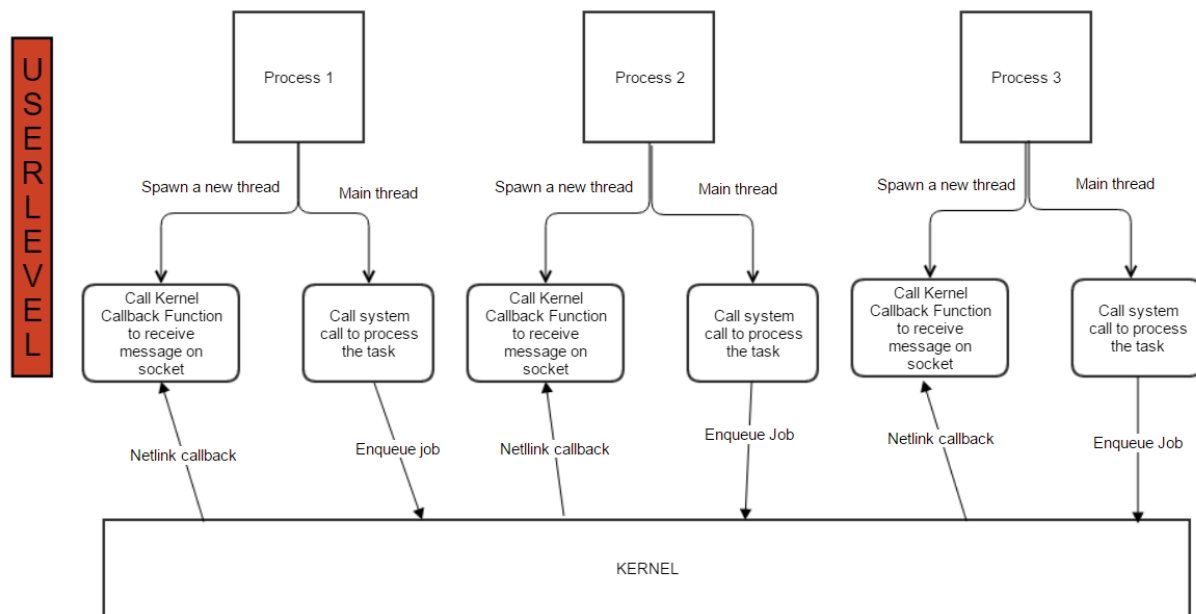 USERLEVEL
Process 1
Process 2
Process 3
Spawn a new thread
Main thread
Spawn a new thread
Main thread
Spawn a new thread
Main thread
Call Kernel
Callback Function
to receive
message on
socket
Call system
call to process
the task
Call Kernel
Callback Function
to receive
message on
socket
Call system
call to process
the task
Call Kernel
Callback Function
to receive
message on
socket
Call system
call to process
the task
Netlink callback
Enqueue job
Netllink callback
Enqueue Job
Netlink callback
Enqueue Job
KERNEL